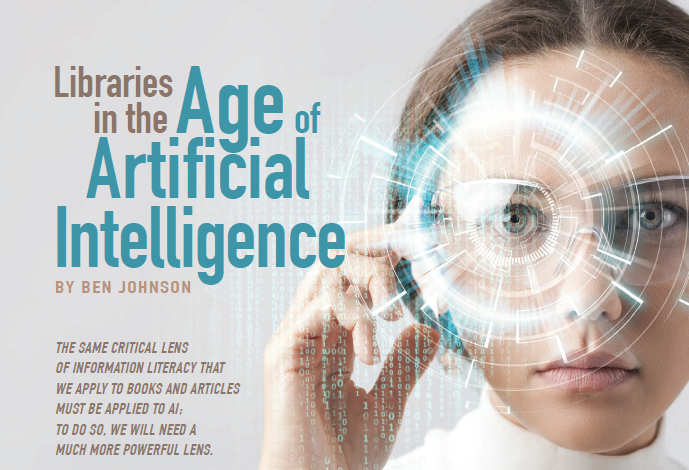 Libraries
in the Age of
Artificial
Intelligence
BY BEN JOHNSON
THE SAME CRITICAL LENS
OF INFORMATION LITERACY THAT
WE APPLY TO BOOKS AND ARTICLES
MUST BE APPLIED TO AI;
TO DO SO, WE WILL NEED A
MUCH MORE POWERFUL LENS.